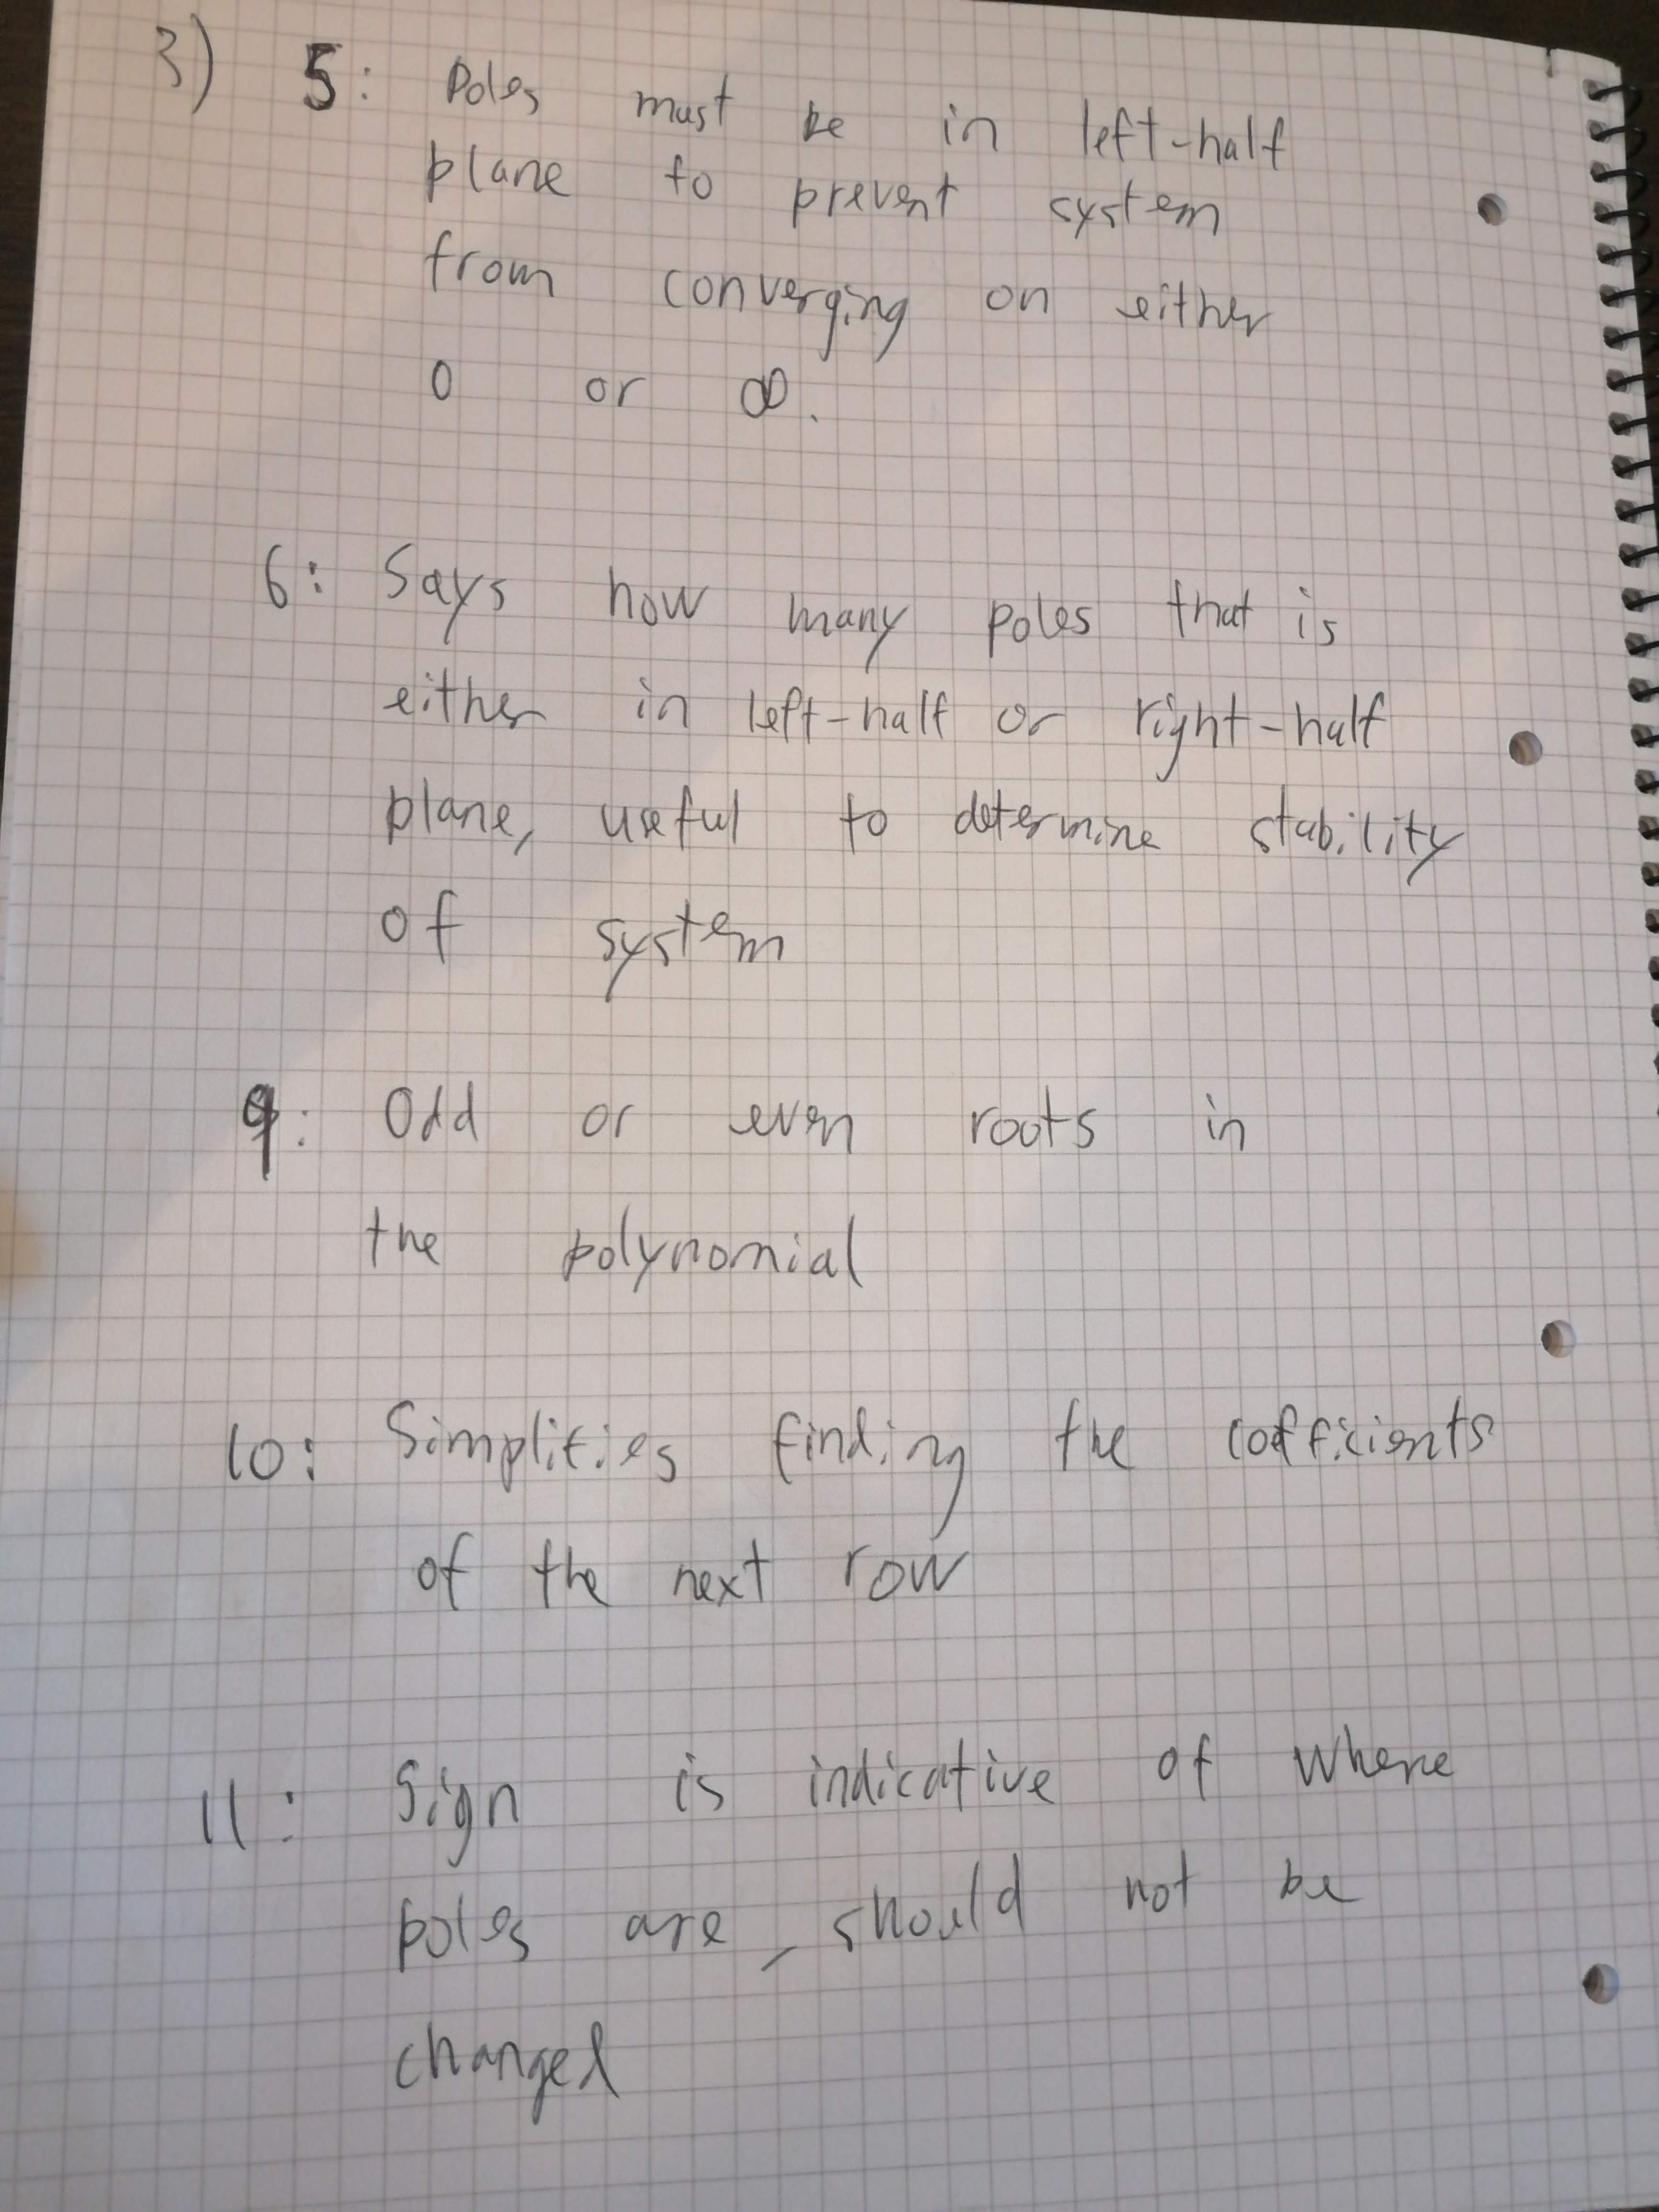 3) 5: Poles must be in left-half
plane to prevent system
from converging on either
0 or ∞.
6: Says how many poles that is
either in left-half or right-half
plane, useful to determine stability
of system
9: Odd or even roots in
the polynomial
10: Simplifies finding the coefficients
of the next row
11: Sign is indicative of where
poles are, should not be
changed